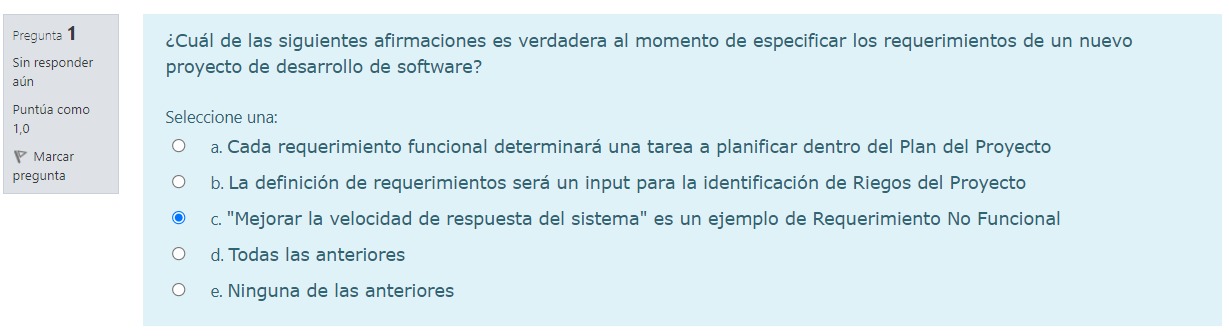 Pregunta 1
Sin responder
aún
Puntúa como
1,0
Marcar
pregunta
¿Cuál de las siguientes afirmaciones es verdadera al momento de especificar los requerimientos de un nuevo
proyecto de desarrollo de software?
Seleccione una:
a. Cada requerimiento funcional determinará una tarea a planificar dentro del Plan del Proyecto
b. La definición de requerimientos será un input para la identificación de Riegos del Proyecto
c. "Mejorar la velocidad de respuesta del sistema" es un ejemplo de Requerimiento No Funcional
d. Todas las anteriores
e. Ninguna de las anteriores